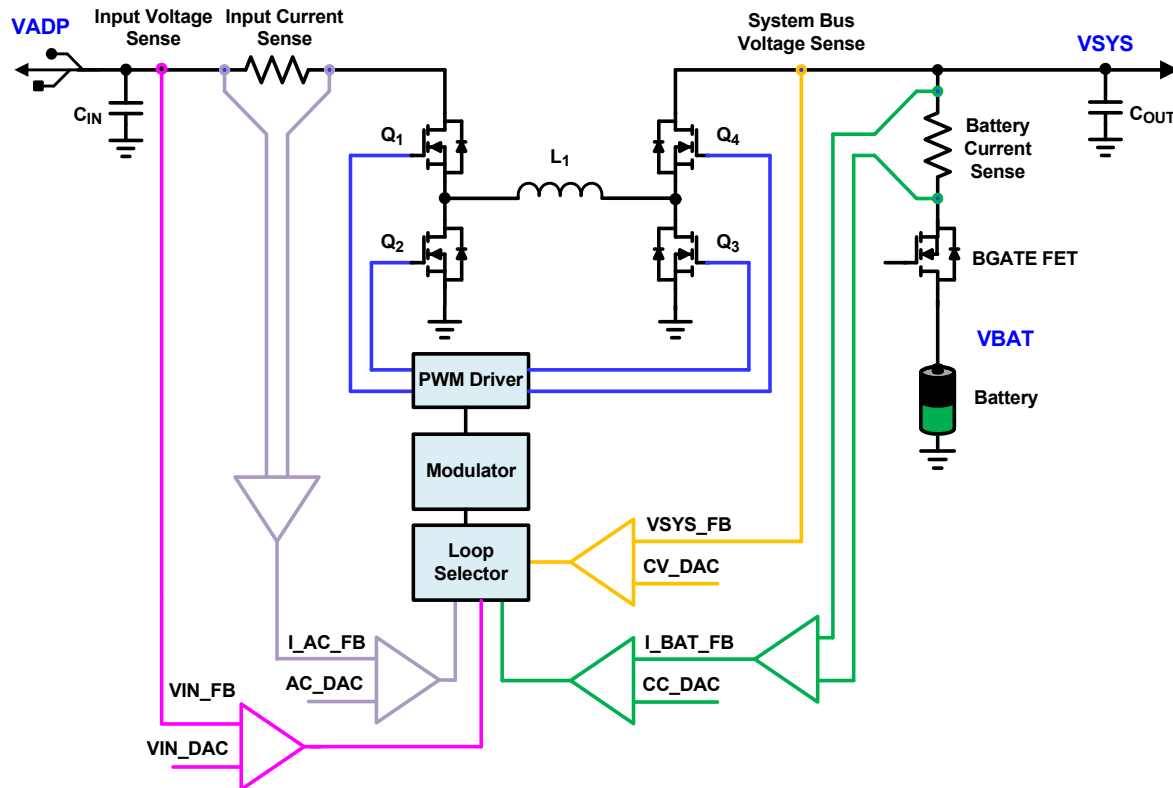 Input Voltage
Sense
Input Current
Sense
System Bus
Voltage Sense
VADP
VSYS
CIN
COUT
Q1
Q4
Battery
Current
Sense
L1
Q2
Q3
BGATE FET
VBAT
PWM Driver
Battery
Modulator
VSYS_FB
Loop
Selector
CV_DAC
I_AC_FB
I_BAT_FB
AC_DAC
CC_DAC
VIN_FB
VIN_DAC